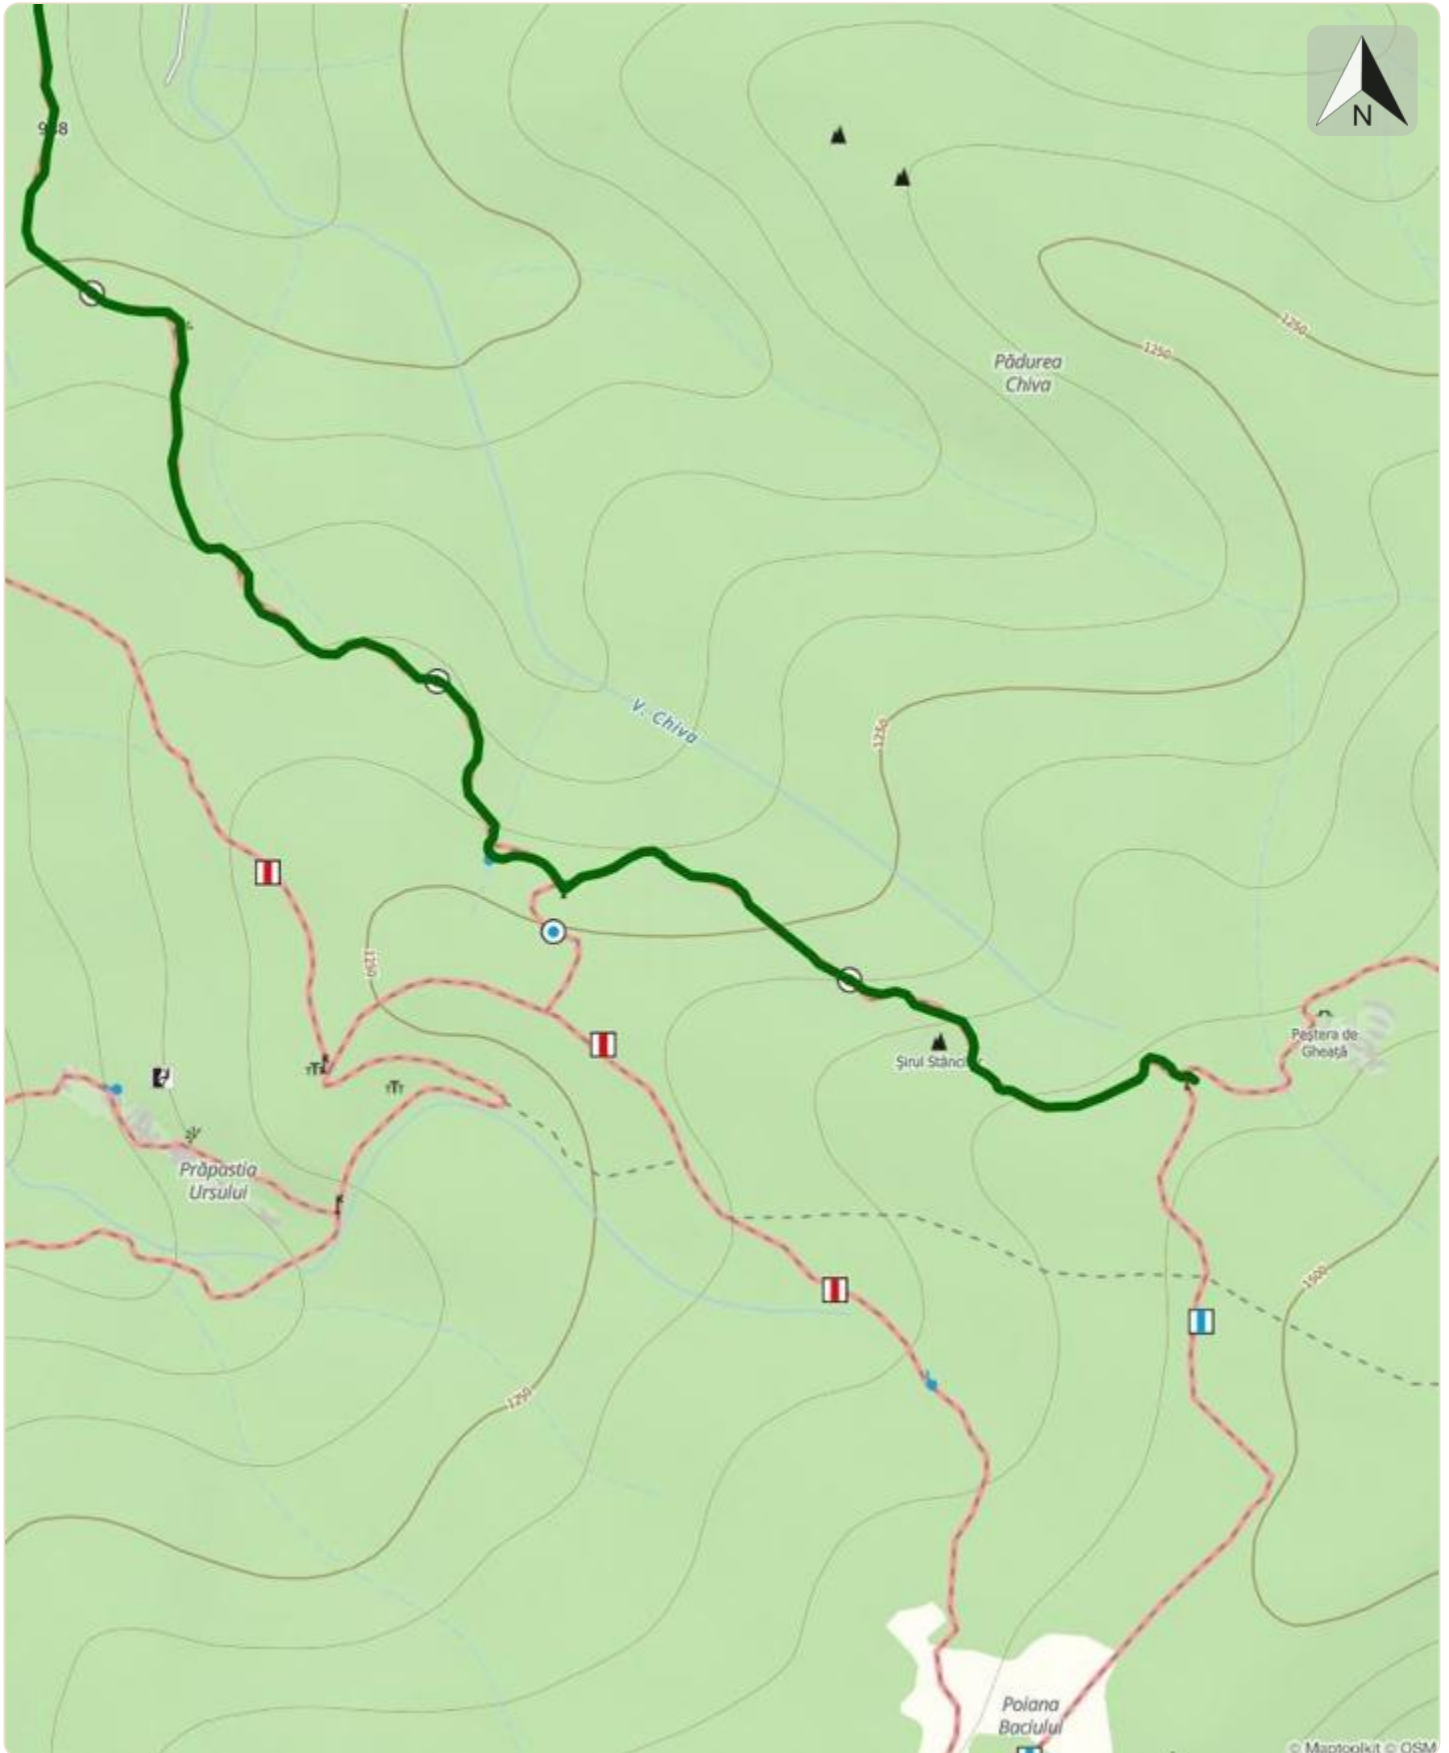 N
1250
1250
Pădurea
Chiva
V. Chiva
1250
1250
Peștera de
Gheață
Prăpastia
Ursului
1500
1250
Poiana
Baciului
© Maptoolkit © OSM